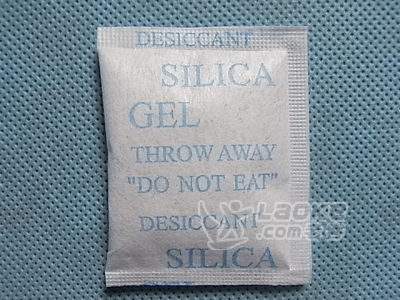 DESICCANT
SILICA
GEL
THROW AWAY
"DO NOT EAT"
DESICCANT
SILICA